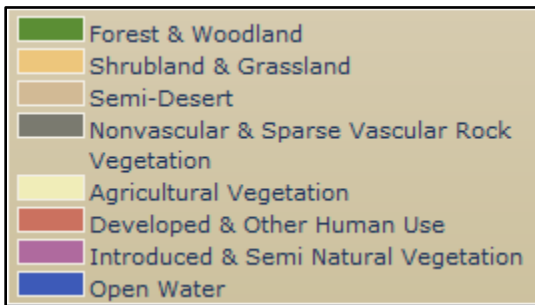 Forest & Woodland
Shrubland & Grassland
Semi-Desert
Nonvascular & Sparse Vascular Rock
Vegetation
Agricultural Vegetation
Developed & Other Human Use
Introduced & Semi Natural Vegetation
Open Water